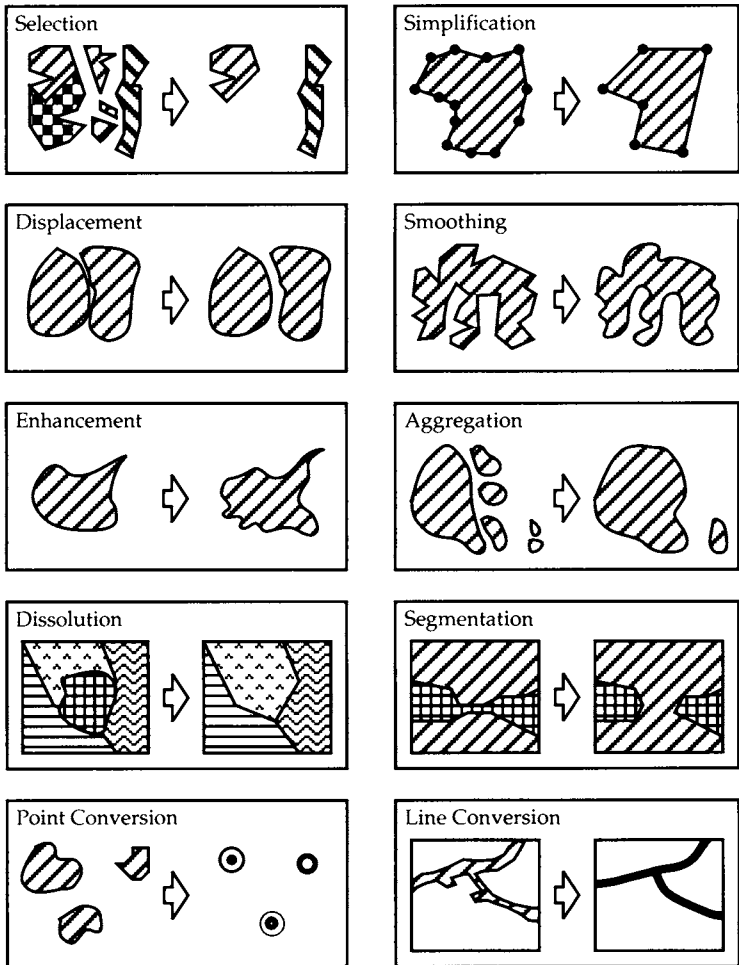 Selection
Simplification
Displacement
Smoothing
Enhancement
Aggregation
Dissolution
Segmentation
Point Conversion
Line Conversion